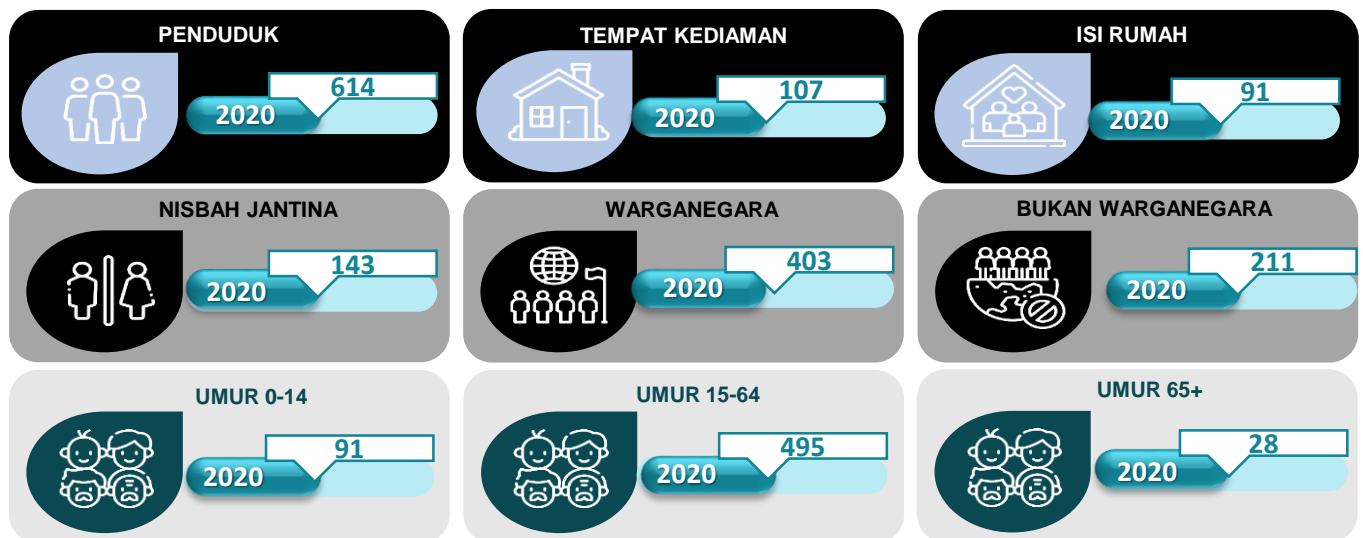 PENDUDUK
614
2020
TEMPAT KEDIAMAN
107
2020
ISI RUMAH
91
2020
NISBAH JANTINA
143
2020
WARGANEGARA
403
2020
BUKAN WARGANEGARA
211
2020
UMUR 0-14
91
2020
UMUR 15-64
495
2020
UMUR 65+
28
2020